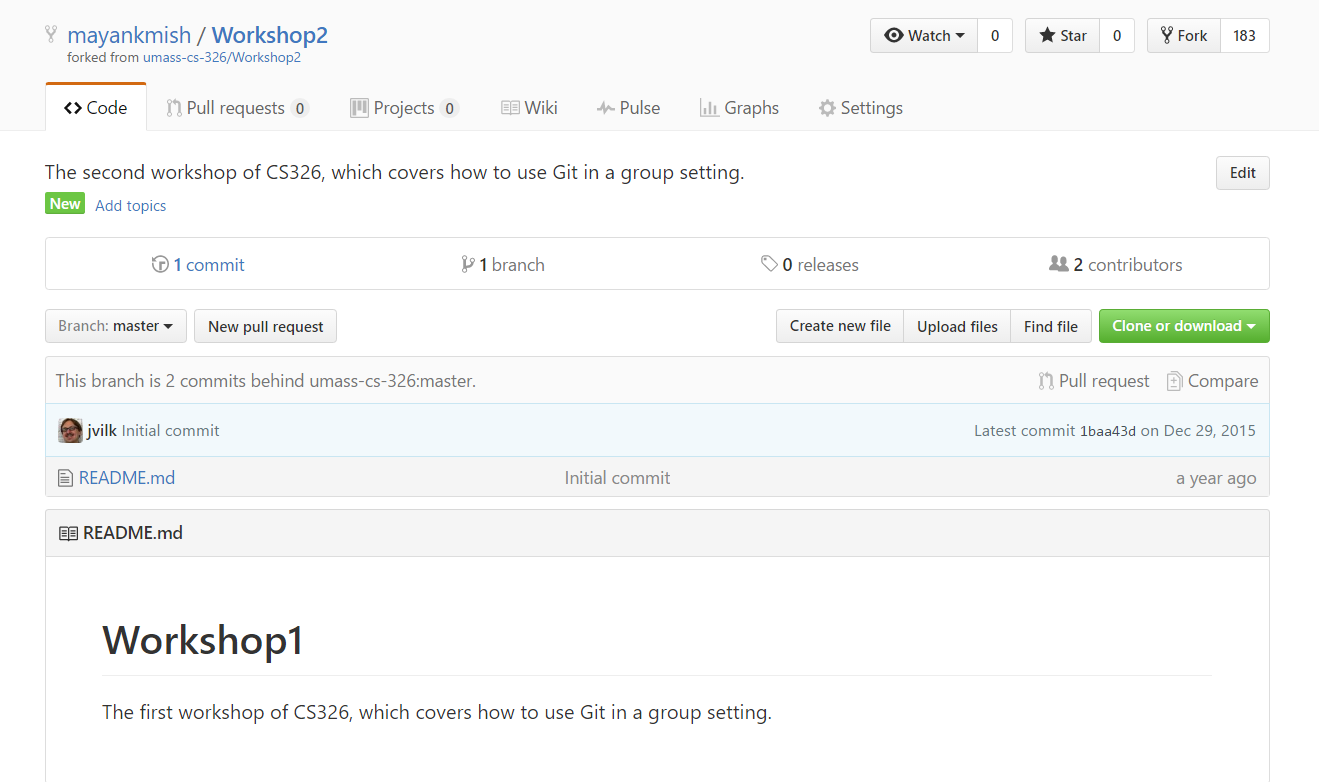 mayankmish / Workshop2
Watch 0 Star 0 Fork 183
forked from umass-cs-326/Workshop2
Code Pull requests 0 Projects 0 Wiki Pulse Graphs Settings
The second workshop of CS326, which covers how to use Git in a group setting.
Edit
New Add topics
1 commit 1 branch 0 releases 2 contributors
Branch: master New pull request Create new file Upload files Find file Clone or download
This branch is 2 commits behind umass-cs-326:master. Pull request Compare
jvilk Initial commit Latest commit 1baa43d on Dec 29, 2015
README.md Initial commit a year ago
README.md
Workshop1
The first workshop of CS326, which covers how to use Git in a group setting.